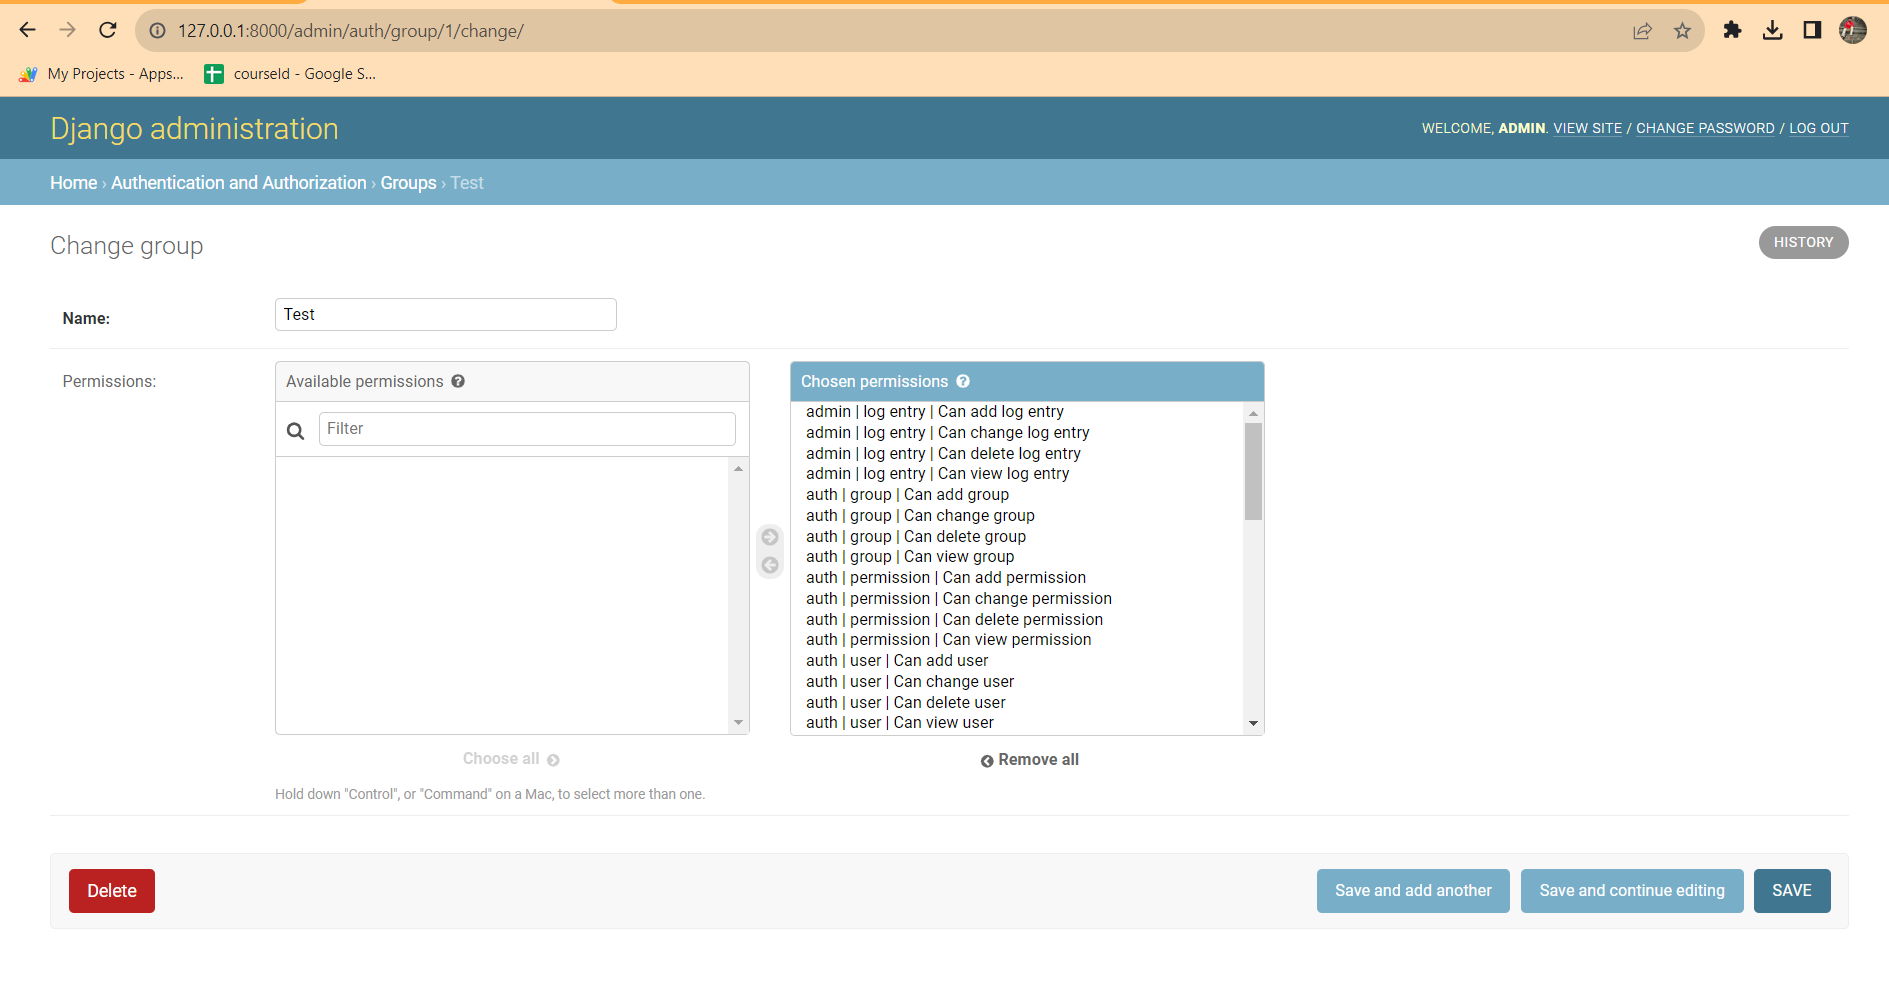 127.0.0.1:8000/admin/auth/group/1/change/
My Projects - Apps... courseId - Google S...
Django administration
WELCOME, ADMIN. VIEW SITE / CHANGE PASSWORD / LOG OUT
Home › Authentication and Authorization › Groups › Test
Change group
HISTORY
Name:
Test
Permissions:
Available permissions ?
Chosen permissions ?
Filter
admin | log entry | Can add log entry
admin | log entry | Can change log entry
admin | log entry | Can delete log entry
admin | log entry | Can view log entry
auth | group | Can add group
auth | group | Can change group
auth | group | Can delete group
auth | group | Can view group
auth | permission | Can add permission
auth | permission | Can change permission
auth | permission | Can delete permission
auth | permission | Can view permission
auth | user | Can add user
auth | user | Can change user
auth | user | Can delete user
auth | user | Can view user
Choose all
Remove all
Hold down "Control", or "Command" on a Mac, to select more than one.
Delete
Save and add another
Save and continue editing
SAVE